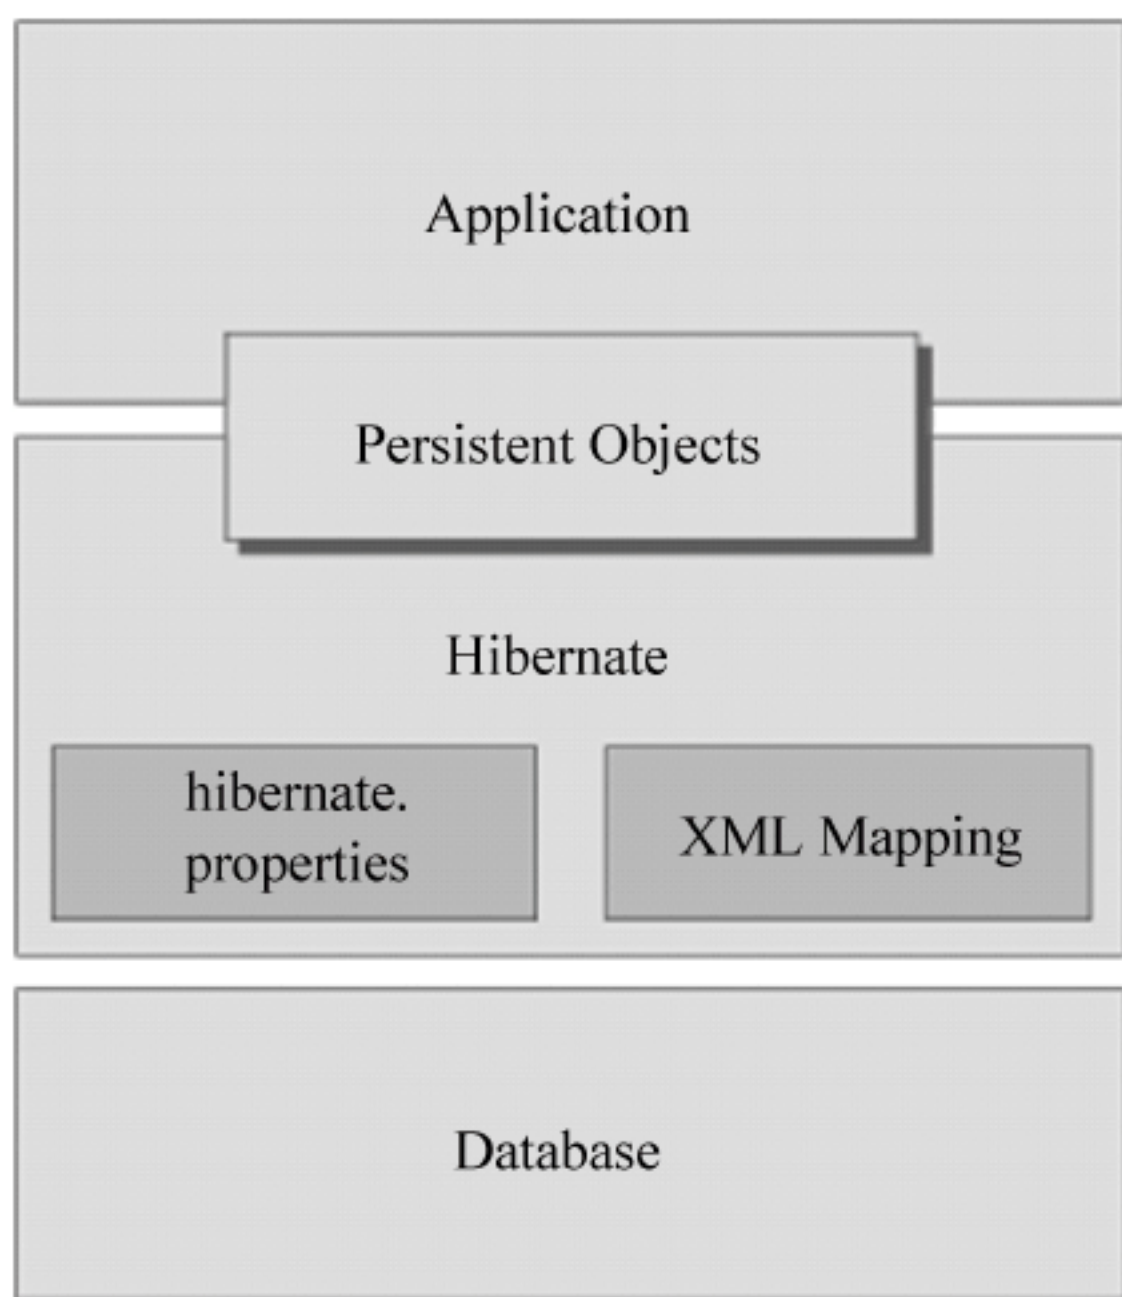 Application
Persistent Objects
Hibernate
hibernate.
properties
XML Mapping
Database